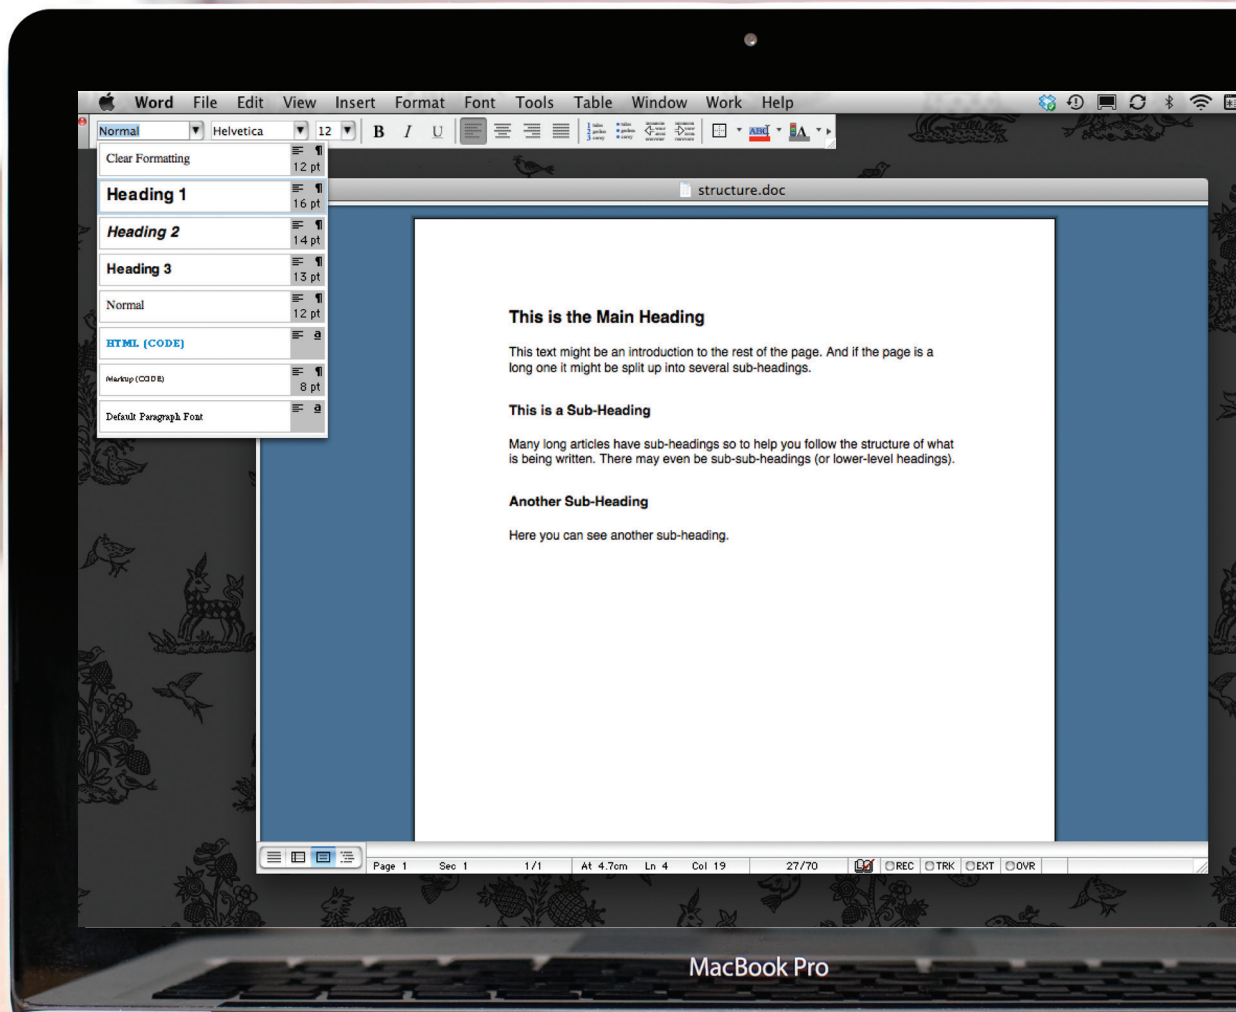 Word File Edit View Insert Format Font Tools Table Window Work Help
Normal Helvetica 12 B I U ABC A
Clear Formatting 12 pt
Heading 1 16 pt
Heading 2 14 pt
Heading 3 13 pt
Normal 12 pt
HTML (CODE) a
Markup (CODE) 8 pt
Default Paragraph Font a
structure.doc
This is the Main Heading
This text might be an introduction to the rest of the page. And if the page is a
long one it might be split up into several sub-headings.
This is a Sub-Heading
Many long articles have sub-headings so to help you follow the structure of what
is being written. There may even be sub-sub-headings (or lower-level headings).
Another Sub-Heading
Here you can see another sub-heading.
Page 1 Sec 1 1/1 At 4.7cm Ln 4 Col 19 27/70 REC TRK EXT OVR
MacBook Pro